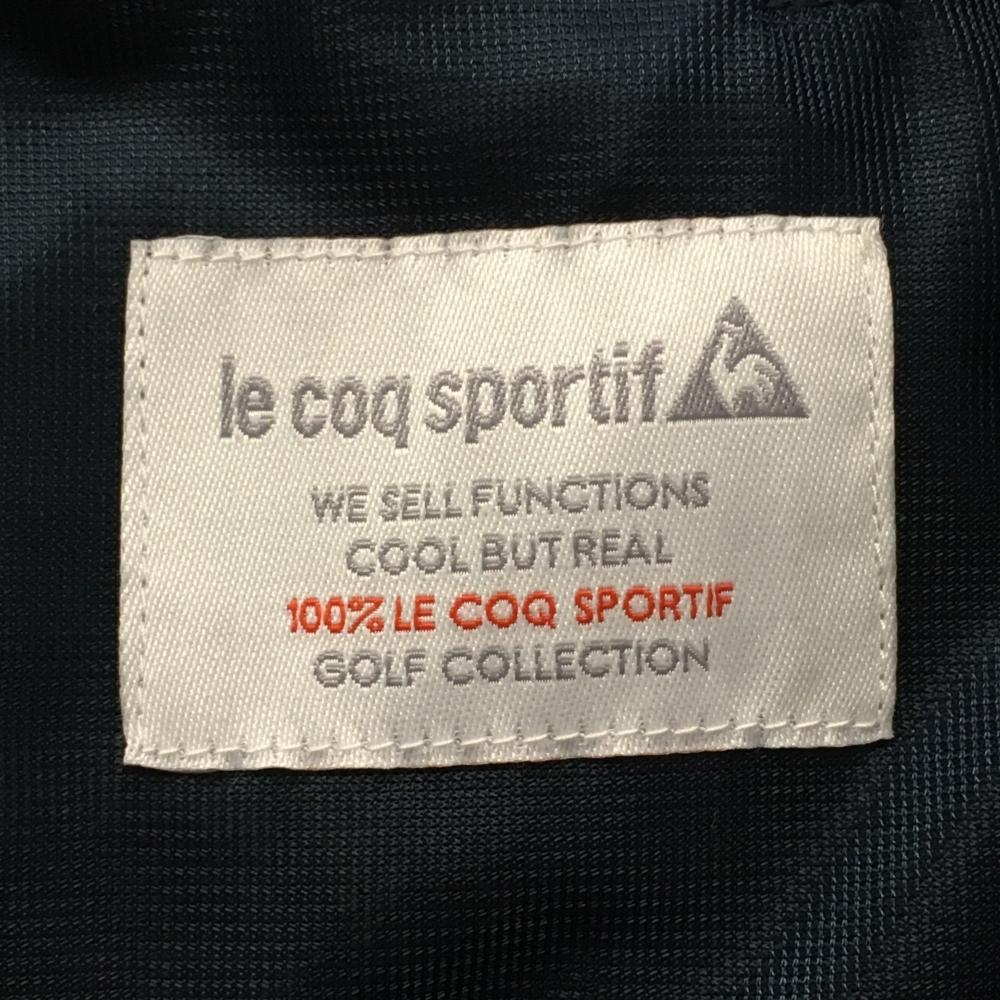 le coq sportif
WE SELL FUNCTIONS
COOL BUT REAL
100% LE COQ SPORTIF
GOLF COLLECTION